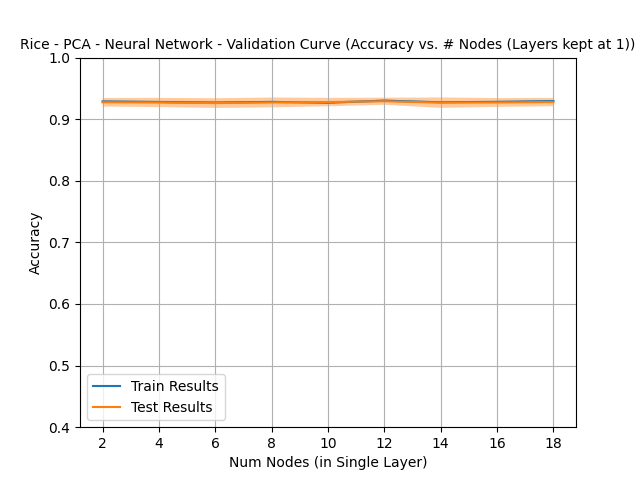 Rice - PCA - Neural Network - Validation Curve (Accuracy vs. # Nodes (Layers kept at 1))
1.0
0.9
0.8
0.7
0.6
0.5
0.4
Accuracy
Train Results
Test Results
2 4 6 8 10 12 14 16 18
Num Nodes (in Single Layer)